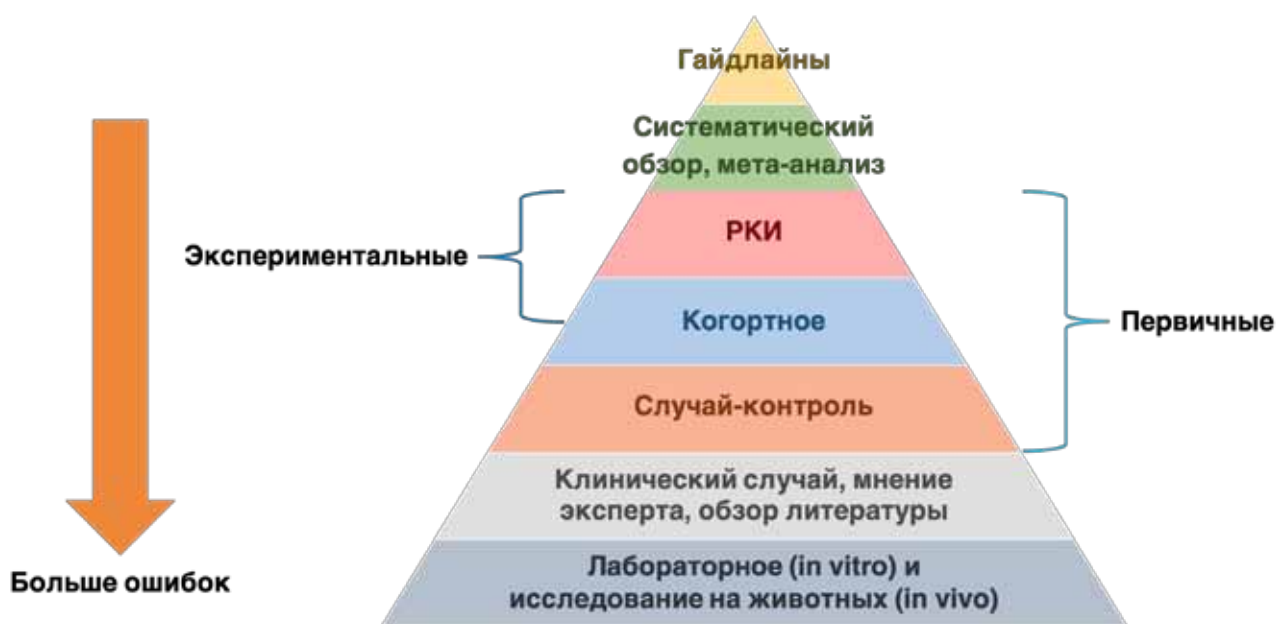 Гайдлайны
Систематический
обзор, мета-анализ
РКИ
Экспериментальные
Когортное
Первичные
Случай-контроль
Клинический случай, мнение
эксперта, обзор литературы
Лабораторное (in vitro) и
исследование на животных (in vivo)
Больше ошибок